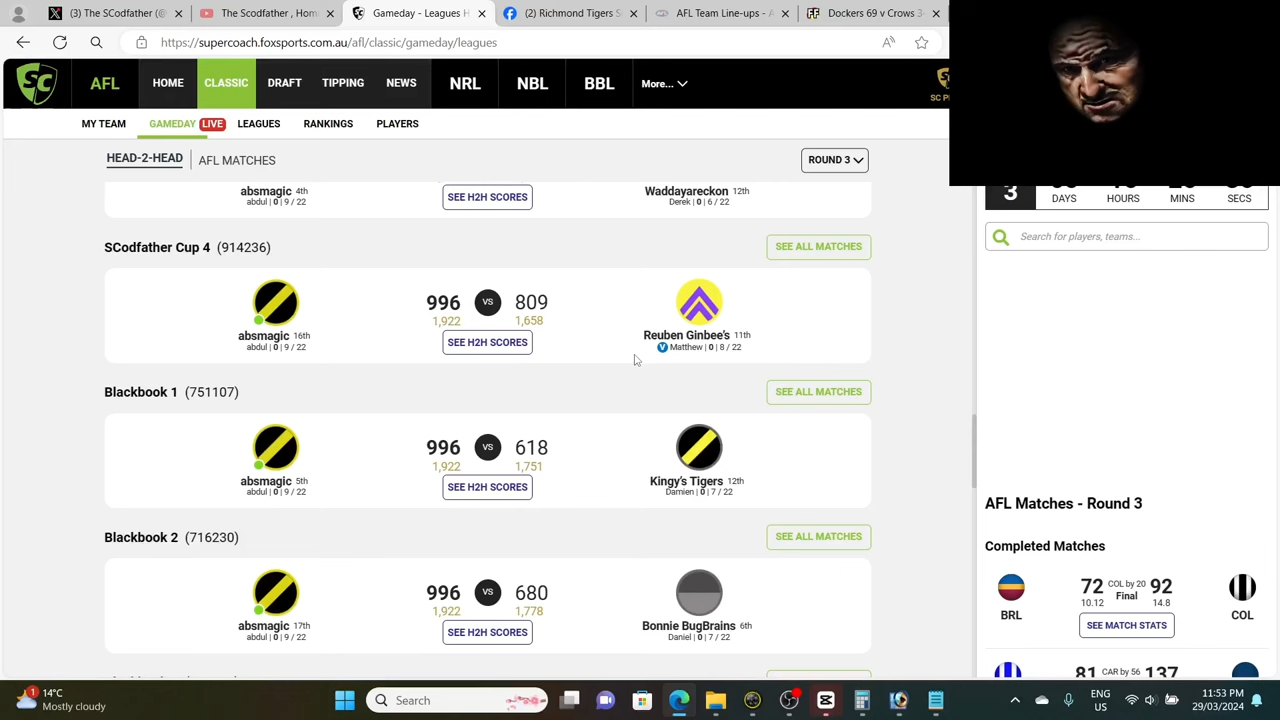 (2) The
Youtube
(2) YouTube
SuperCoach, Hom
Gameday - Leagues | H
(2) Richmond Tigers S
AFL Team Line-ups - A
FF
Dockers 69 v Crows 3
https://supercoach.foxsports.com.au/afl/classic/gameday/leagues
SC
AFL
HOME
CLASSIC
DRAFT
TIPPING
NEWS
NRL
NBL
BBL
More...
MY TEAM
GAMEDAY LIVE
LEAGUES
RANKINGS
PLAYERS
HEAD-2-HEAD
AFL MATCHES
ROUND 3
absmagic 4th
abdul | 0 | 9 / 22
SEE H2H SCORES
Waddayareckon 12th
Derek | 0 | 6 / 22
SCodfather Cup 4 (914236)
SEE ALL MATCHES
996 VS 809
1,922 1,658
absmagic 16th
abdul | 0 | 9 / 22
SEE H2H SCORES
Reuben Ginbee's 11th
V Matthew | 0 | 8 / 22
Blackbook 1 (751107)
SEE ALL MATCHES
996 VS 618
1,922 1,751
absmagic 5th
abdul | 0 | 9 / 22
SEE H2H SCORES
Kingy's Tigers 12th
Damien | 0 | 7 / 22
Blackbook 2 (716230)
SEE ALL MATCHES
996 VS 680
1,922 1,778
absmagic 17th
abdul | 0 | 9 / 22
SEE H2H SCORES
Bonnie BugBrains 6th
Daniel | 0 | 7 / 22
3
DAYS
HOURS
MINS
SECS
Search for players, teams...
AFL Matches - Round 3
Completed Matches
72 COL by 20 92
10.12 Final 14.8
BRL
COL
SEE MATCH STATS
81 CAR by 56 137
14°C
Mostly cloudy
1
Search
ENG
US
11:53 PM
29/03/2024